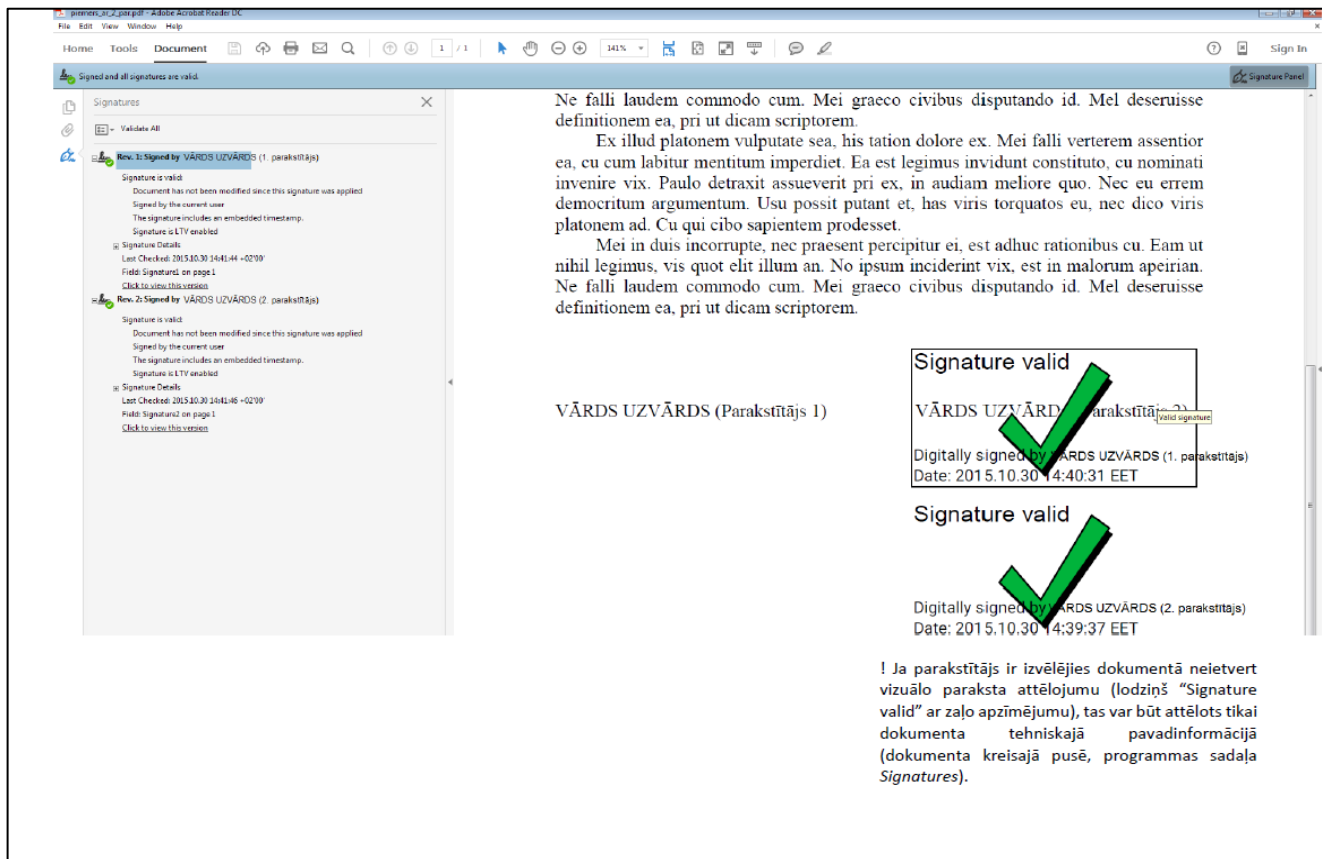 piemers_ar_2_par.pdf - Adobe Acrobat Reader DC
File Edit View Window Help
Home Tools Document 1 / 1 141% Sign In
Signed and all signatures are valid.
Signature Panel
Signatures
Validate All
Rev. 1: Signed by VĀRDS UZVĀRDS (1. parakstītājs)
Signature is valid:
Document has not been modified since this signature was applied
Signed by the current user
The signature includes an embedded timestamp.
Signature is LTV enabled
Signature Details
Last Checked: 2015.10.30 14:41:44 +02'00'
Field: Signature1 on page 1
Click to view this version
Rev. 2: Signed by VĀRDS UZVĀRDS (2. parakstītājs)
Signature is valid:
Document has not been modified since this signature was applied
Signed by the current user
The signature includes an embedded timestamp.
Signature is LTV enabled
Signature Details
Last Checked: 2015.10.30 14:41:46 +02'00'
Field: Signature2 on page 1
Click to view this version
Ne falli laudem commodo cum. Mei graeco civibus disputando id. Mel deseruisse
definitionem ea, pri ut dicam scriptorem.
Ex illud platonem vulputate sea, his tation dolore ex. Mei falli verterem assentior
ea, cu cum labitur mentitum imperdiet. Ea est legimus invidunt constituto, cu nominati
invenire vix. Paulo detraxit assueverit pri ex, in audiam meliore quo. Nec eu errem
democritum argumentum. Usu possit putant et, has viris torquatos eu, nec dico viris
platonem ad. Cu qui cibo sapientem prodesset.
Mei in duis incorrupte, nec praesent percipitur ei, est adhuc rationibus cu. Eam ut
nihil legimus, vis quot elit illum an. No ipsum inciderint vix, est in malorum apeirian.
Ne falli laudem commodo cum. Mei graeco civibus disputando id. Mel deseruisse
definitionem ea, pri ut dicam scriptorem.
Signature valid
VĀRDS UZVĀRDS (Parakstītājs 1)
VĀRDS UZVĀRDS (Parakstītājs 2)
Valid signature
Digitally signed by VĀRDS UZVĀRDS (1. parakstītājs)
Date: 2015.10.30 14:40:31 EET
Signature valid
Digitally signed by VĀRDS UZVĀRDS (2. parakstītājs)
Date: 2015.10.30 14:39:37 EET
! Ja parakstītājs ir izvēlējies dokumentā neietvert
vizuālo paraksta attēlojumu (lodziņš “Signature
valid” ar zaļo apzīmējumu), tas var būt attēlots tikai
dokumenta tehniskajā pavadinformācijā
(dokumenta kreisajā pusē, programmas sadaļa
Signatures).